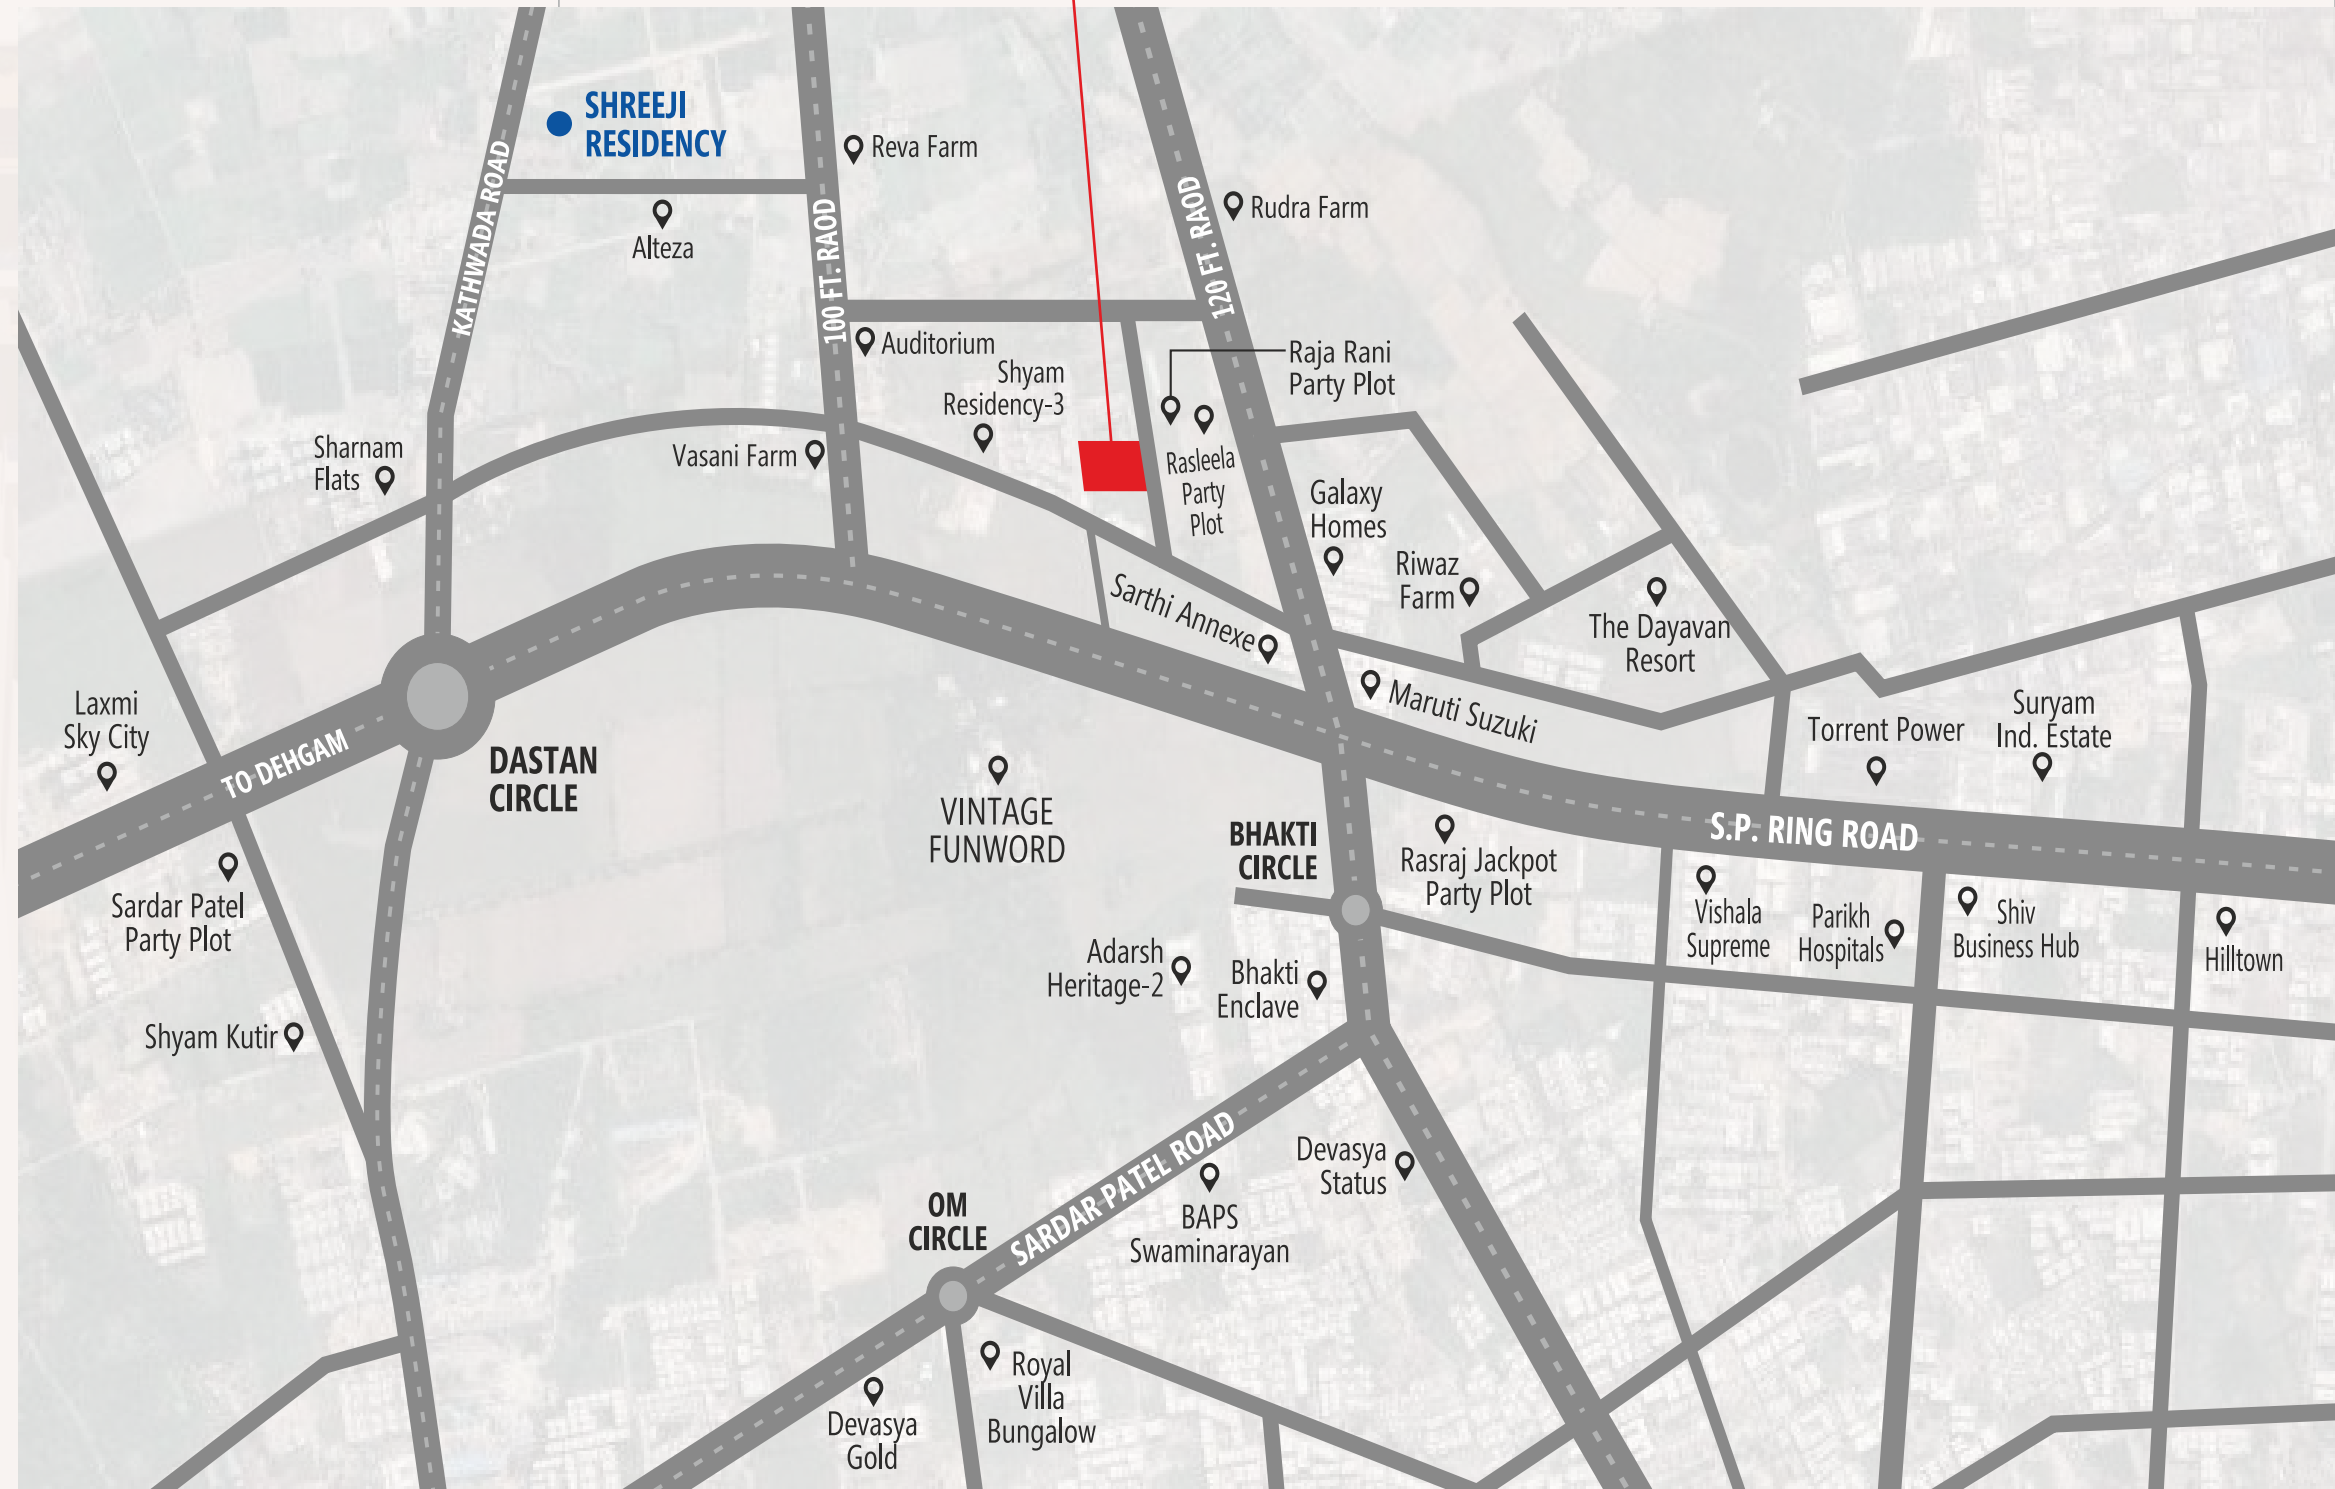 SHREEJI
RESIDENCY
Reva Farm
KATHWADA ROAD
Alteza
100 FT. RAOD
120 FT. RAOD
Rudra Farm
Auditorium
Shyam
Residency-3
Raja Rani
Party Plot
Sharnam
Flats
Vasani Farm
Rasleela
Party
Plot
Galaxy
Homes
Riwaz
Farm
Sarthi Annexe
The Dayavan
Resort
Maruti Suzuki
Laxmi
Sky City
TO DEHGAM
DASTAN
CIRCLE
VINTAGE
FUNWORD
Torrent Power
Suryam
Ind. Estate
S.P. RING ROAD
BHAKTI
CIRCLE
Rasraj Jackpot
Party Plot
Sardar Patel
Party Plot
Vishala
Supreme
Parikh
Hospitals
Shiv
Business Hub
Hilltown
Adarsh
Heritage-2
Bhakti
Enclave
Shyam Kutir
SARDAR PATEL ROAD
Devasya
Status
BAPS
Swaminarayan
OM
CIRCLE
Royal
Villa
Bungalow
Devasya
Gold